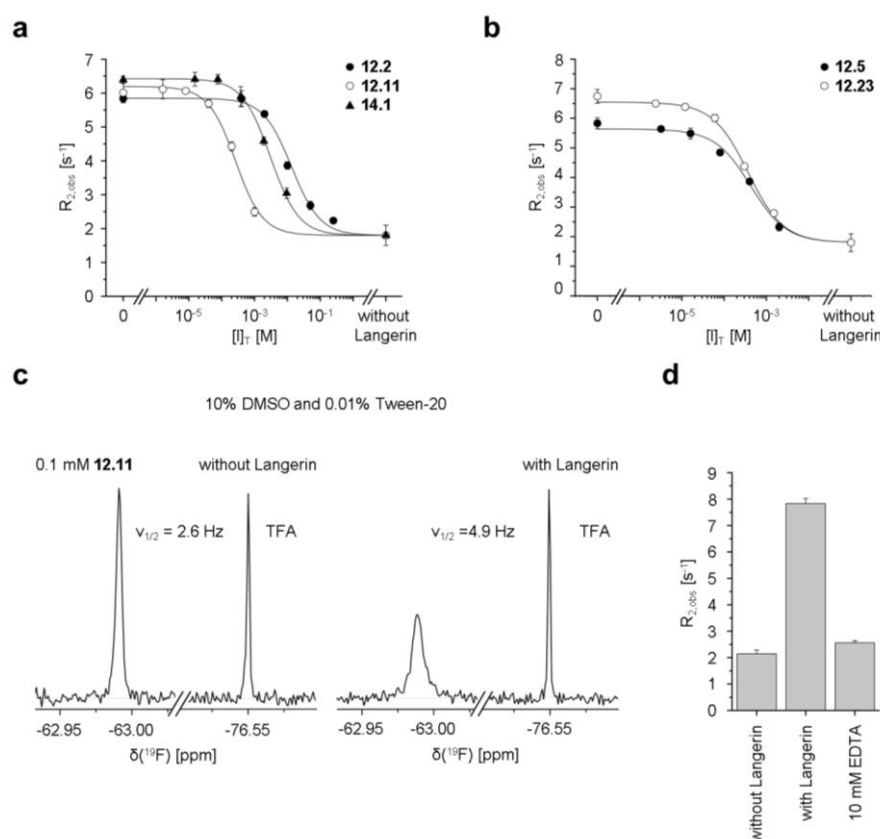 a
7
6
5
4
3
2
1
0
R2,obs [s-1]
12.2
12.11
14.1
0
10-5
10-3
10-1
without
Langerin
[I]T [M]
b
8
7
6
5
4
3
2
1
0
R2,obs [s-1]
12.5
12.23
0
10-5
10-3
without
Langerin
[I]T [M]
c
10% DMSO and 0.01% Tween-20
0.1 mM 12.11
without Langerin
with Langerin
ν1/2 = 2.6 Hz
TFA
ν1/2 =4.9 Hz
TFA
-62.95
-63.00
-76.55
-62.95
-63.00
-76.55
δ(19F) [ppm]
δ(19F) [ppm]
d
9
8
7
6
5
4
3
2
1
0
R2,obs [s-1]
without Langerin
with Langerin
10 mM EDTA